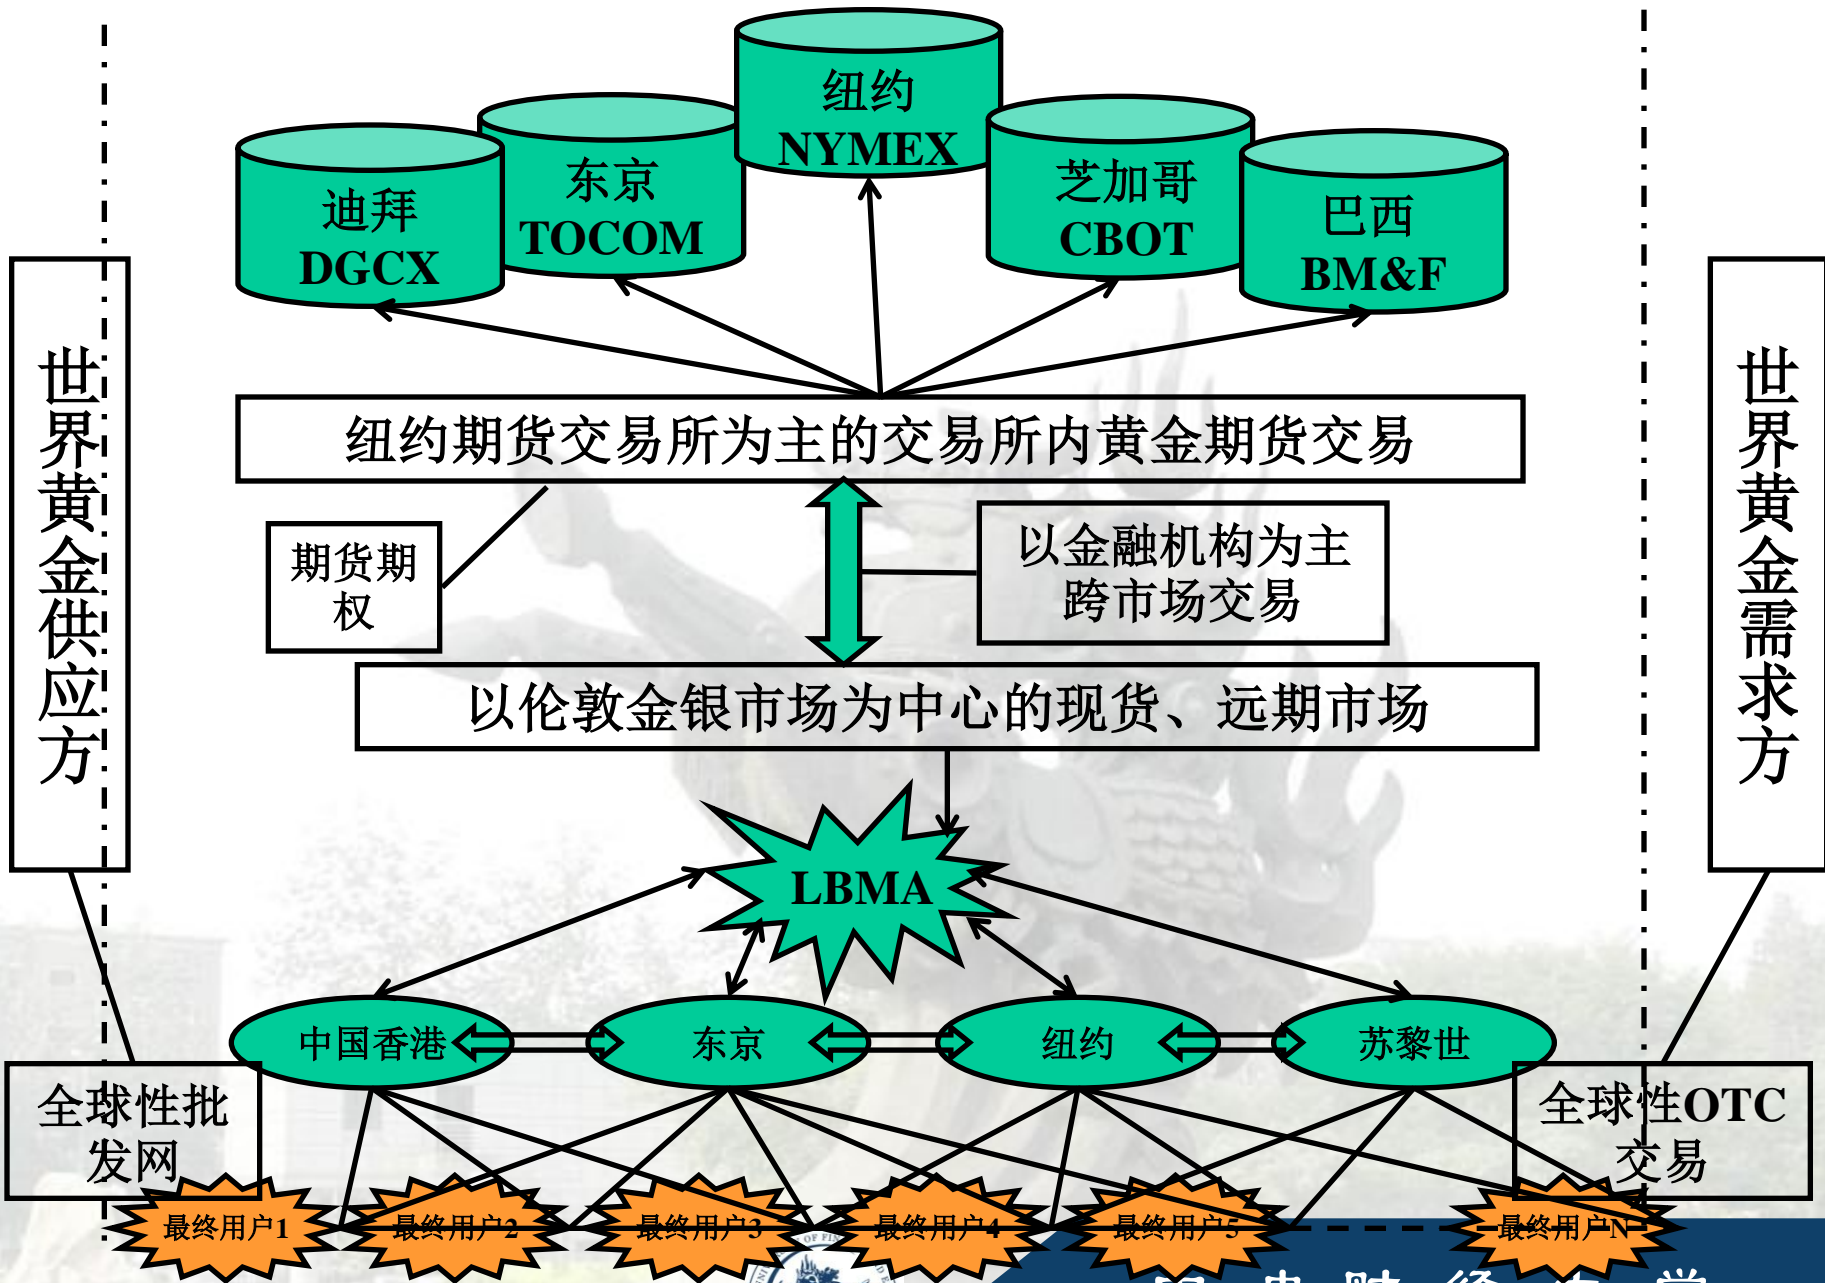 纽约
NYMEX
东京
TOCOM
芝加哥
CBOT
迪拜
DGCX
巴西
BM&F
世界黄金供应方
世界黄金需求方
纽约期货交易所为主的交易所内黄金期货交易
期货期
权
以金融机构为主
跨市场交易
以伦敦金银市场为中心的现货、远期市场
LBMA
中国香港
东京
纽约
苏黎世
全球性批
发网
全球性OTC
交易
最终用户1
最终用户2
最终用户3
最终用户4
最终用户5
最终用户N